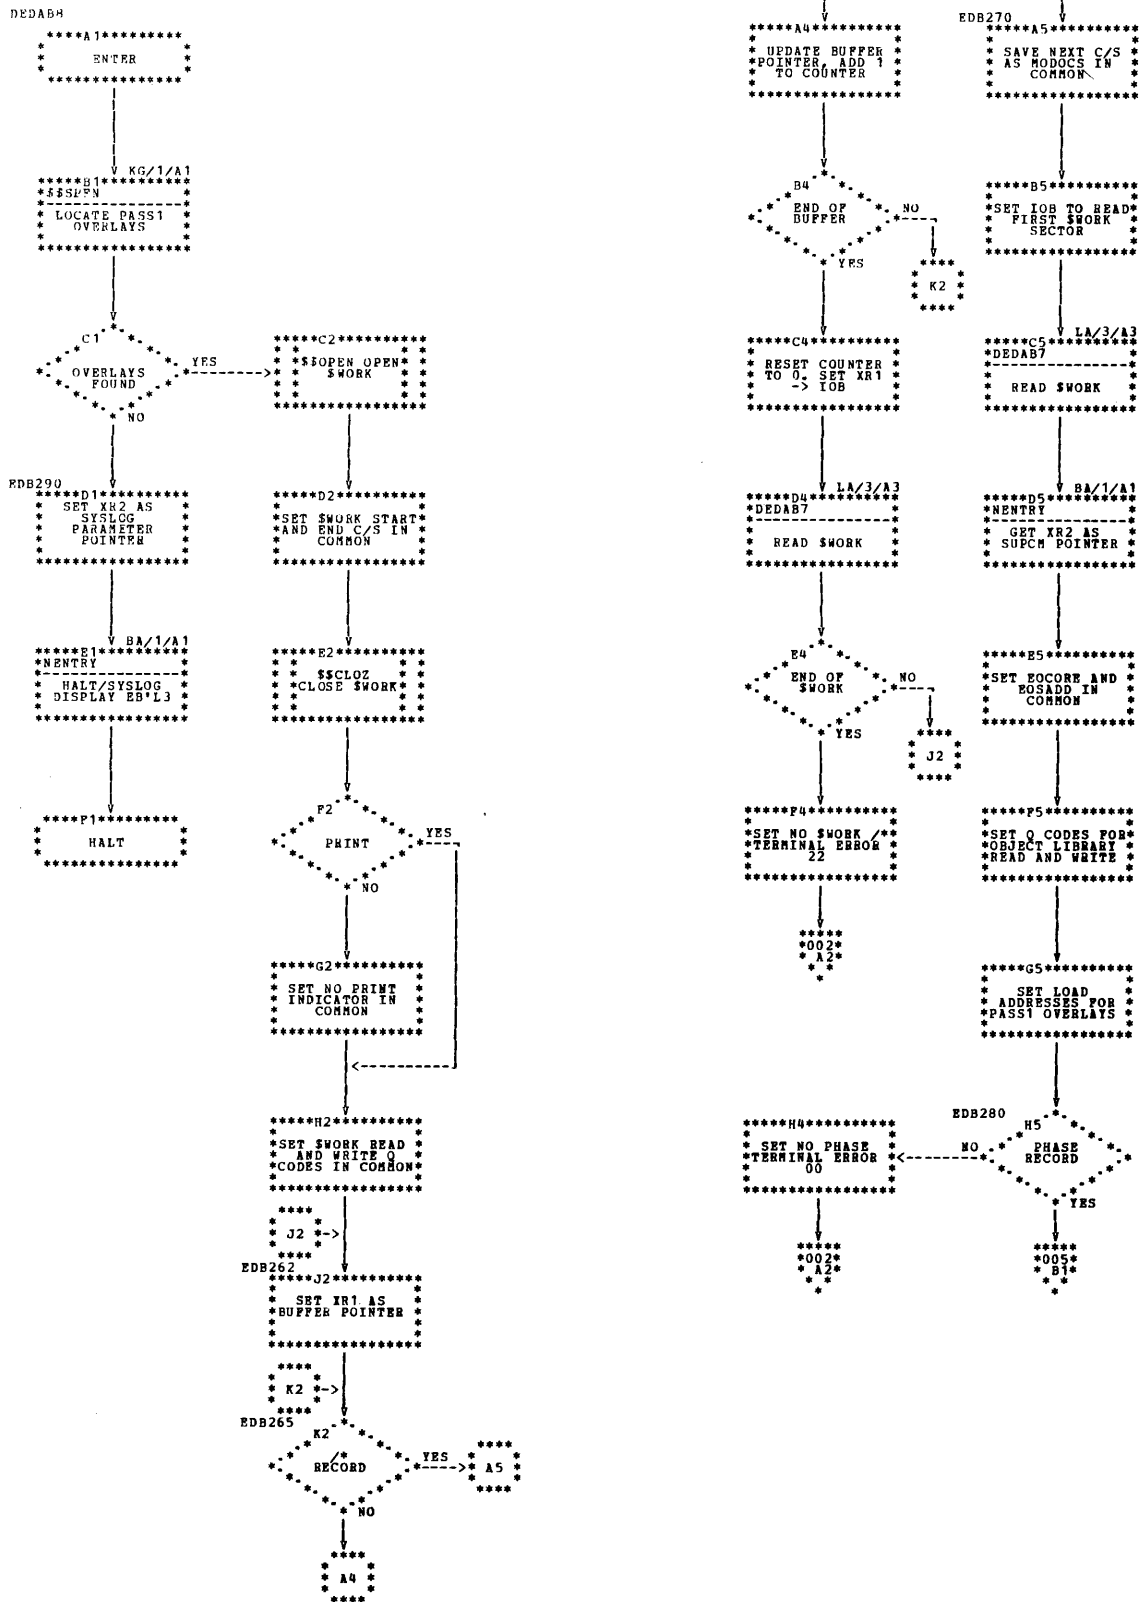 DEDAB8
A1
ENTER
KG/1/A1
B1
LOCATE PASS1
OVERLAYS
C1
OVERLAYS
FOUND
YES
NO
C2
$$OPEN OPEN
$WORK
EDB290
D1
SET XR2 AS
SYSLOG
PARAMETER
POINTER
D2
SET $WORK START
AND END C/S IN
COMMON
BA/1/A1
E1
NENTRY
HALT/SYSLOG
DISPLAY EB'L3
E2
$$CLOZ
CLOSE $WORK
F1
HALT
F2
PRINT
YES
NO
G2
SET NO PRINT
INDICATOR IN
COMMON
H2
SET $WORK READ
AND WRITE Q
CODES IN COMMON
J2
EDB262
J2
SET XR1 AS
BUFFER POINTER
K2
EDB265
K2
/*
RECORD
YES
A5
NO
A4
A4
UPDATE BUFFER
POINTER, ADD 1
TO COUNTER
B4
END OF
BUFFER
NO
K2
YES
C4
RESET COUNTER
TO 0. SET XR1
-> IOB
LA/3/A3
D4
DEDAB7
READ $WORK
E4
END OF
$WORK
NO
J2
YES
F4
SET NO $WORK /*
TERMINAL ERROR
22
002
A2
EDB270
A5
SAVE NEXT C/S
AS MODOCS IN
COMMON
B5
SET IOB TO READ
FIRST $WORK
SECTOR
LA/3/A3
C5
DEDAB7
READ $WORK
BA/1/A1
D5
NENTRY
GET XR2 AS
SUPCM POINTER
E5
SET EOCORE AND
EOSADD IN
COMMON
F5
SET Q CODES FOR
OBJECT LIBRARY
READ AND WRITE
G5
SET LOAD
ADDRESSES FOR
PASS1 OVERLAYS
EDB280
H5
PHASE
RECORD
NO
YES
H4
SET NO PHASE
TERMINAL ERROR
00
002
A2
005
B1